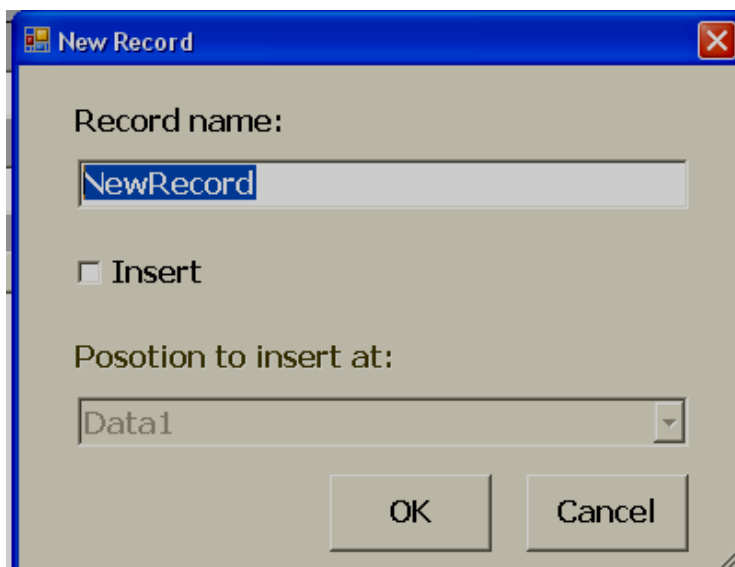 New Record
Record name:
NewRecord
Insert
Posotion to insert at:
Data1
OK Cancel